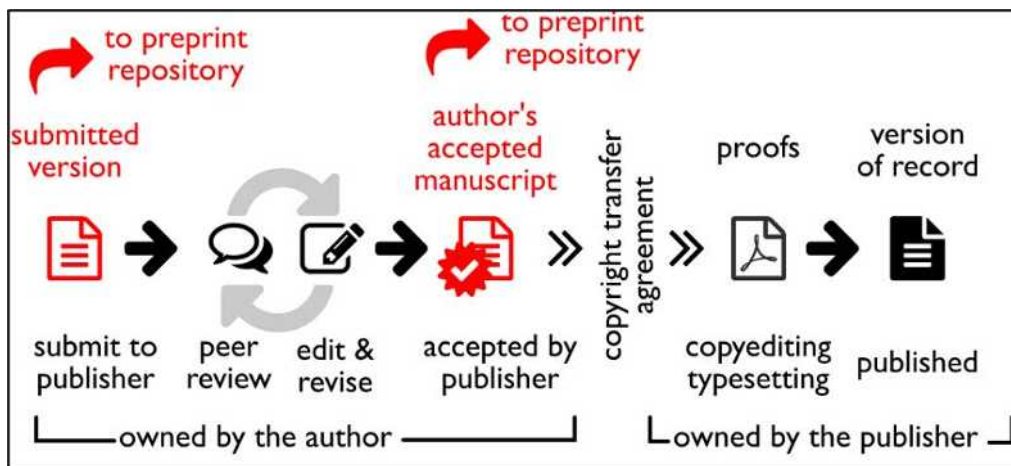 to preprint
repository
to preprint
repository
submitted
version
author's
accepted
manuscript
copyright transfer
agreement
proofs
version
of record
submit to
publisher
peer
review
edit &
revise
accepted by
publisher
copyediting
typesetting
published
owned by the author
owned by the publisher